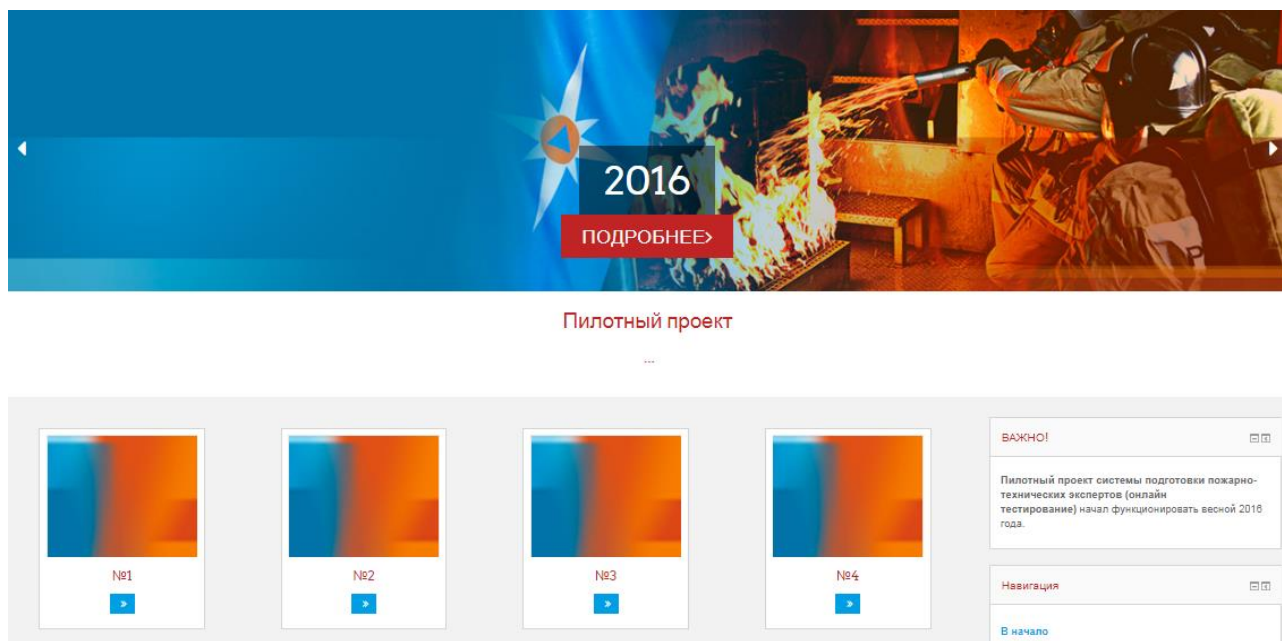 2016
ПОДРОБНЕЕ>
Пилотный проект
...
№1
№2
№3
№4
ВАЖНО!
Пилотный проект системы подготовки пожарно-
технических экспертов (онлайн
тестирование) начал функционировать весной 2016
года.
Навигация
В начало